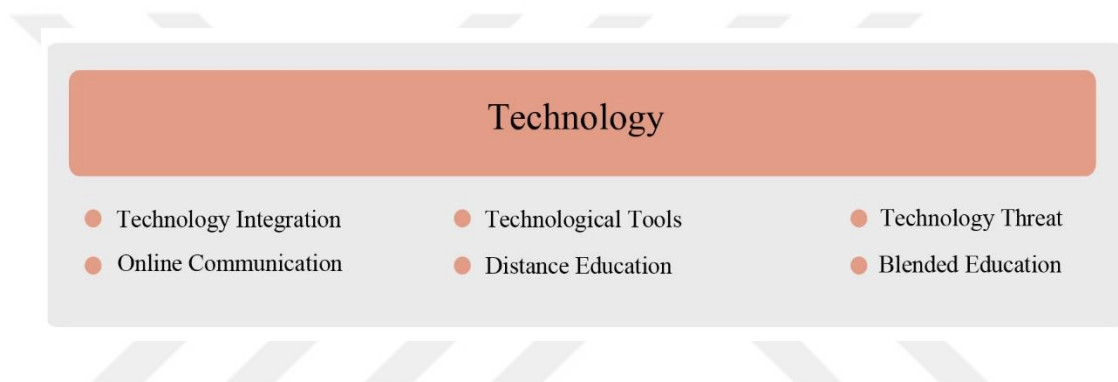 Technology
Technology Integration
Technological Tools
Technology Threat
Online Communication
Distance Education
Blended Education